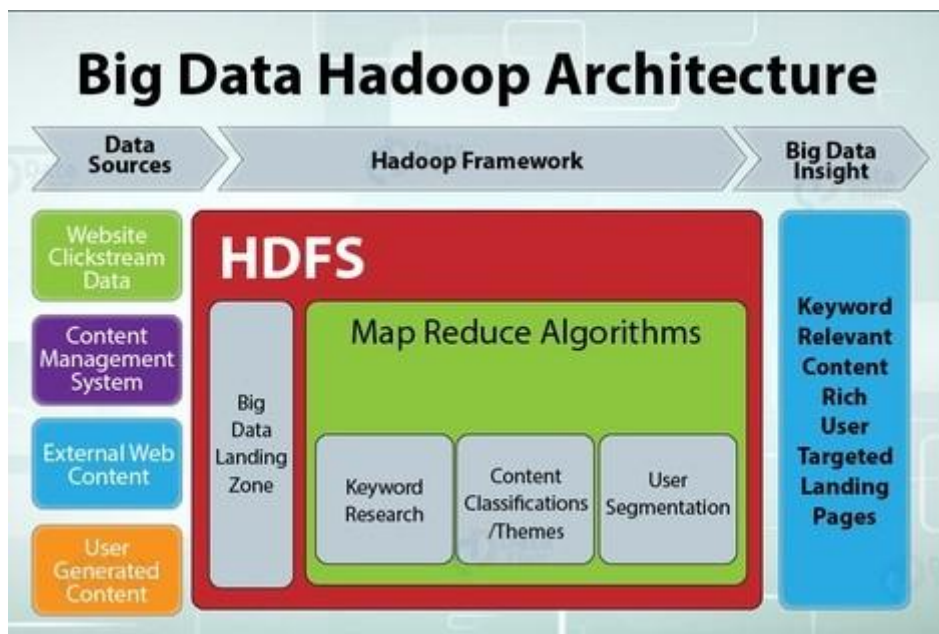 Big Data Hadoop Architecture
Data
Sources
Hadoop Framework
Big Data
Insight
Website
Clickstream
Data
Content
Management
System
External Web
Content
User
Generated
Content
HDFS
Big
Data
Landing
Zone
Map Reduce Algorithms
Keyword
Research
Content
Classifications
/Themes
User
Segmentation
Keyword
Relevant
Content
Rich
User
Targeted
Landing
Pages